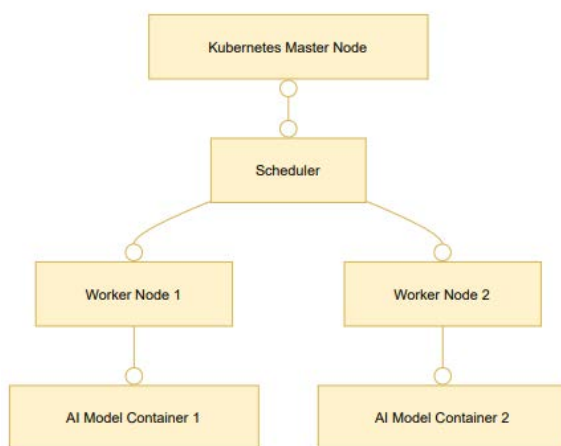 Kubernetes Master Node
Scheduler
Worker Node 1
Worker Node 2
AI Model Container 1
AI Model Container 2